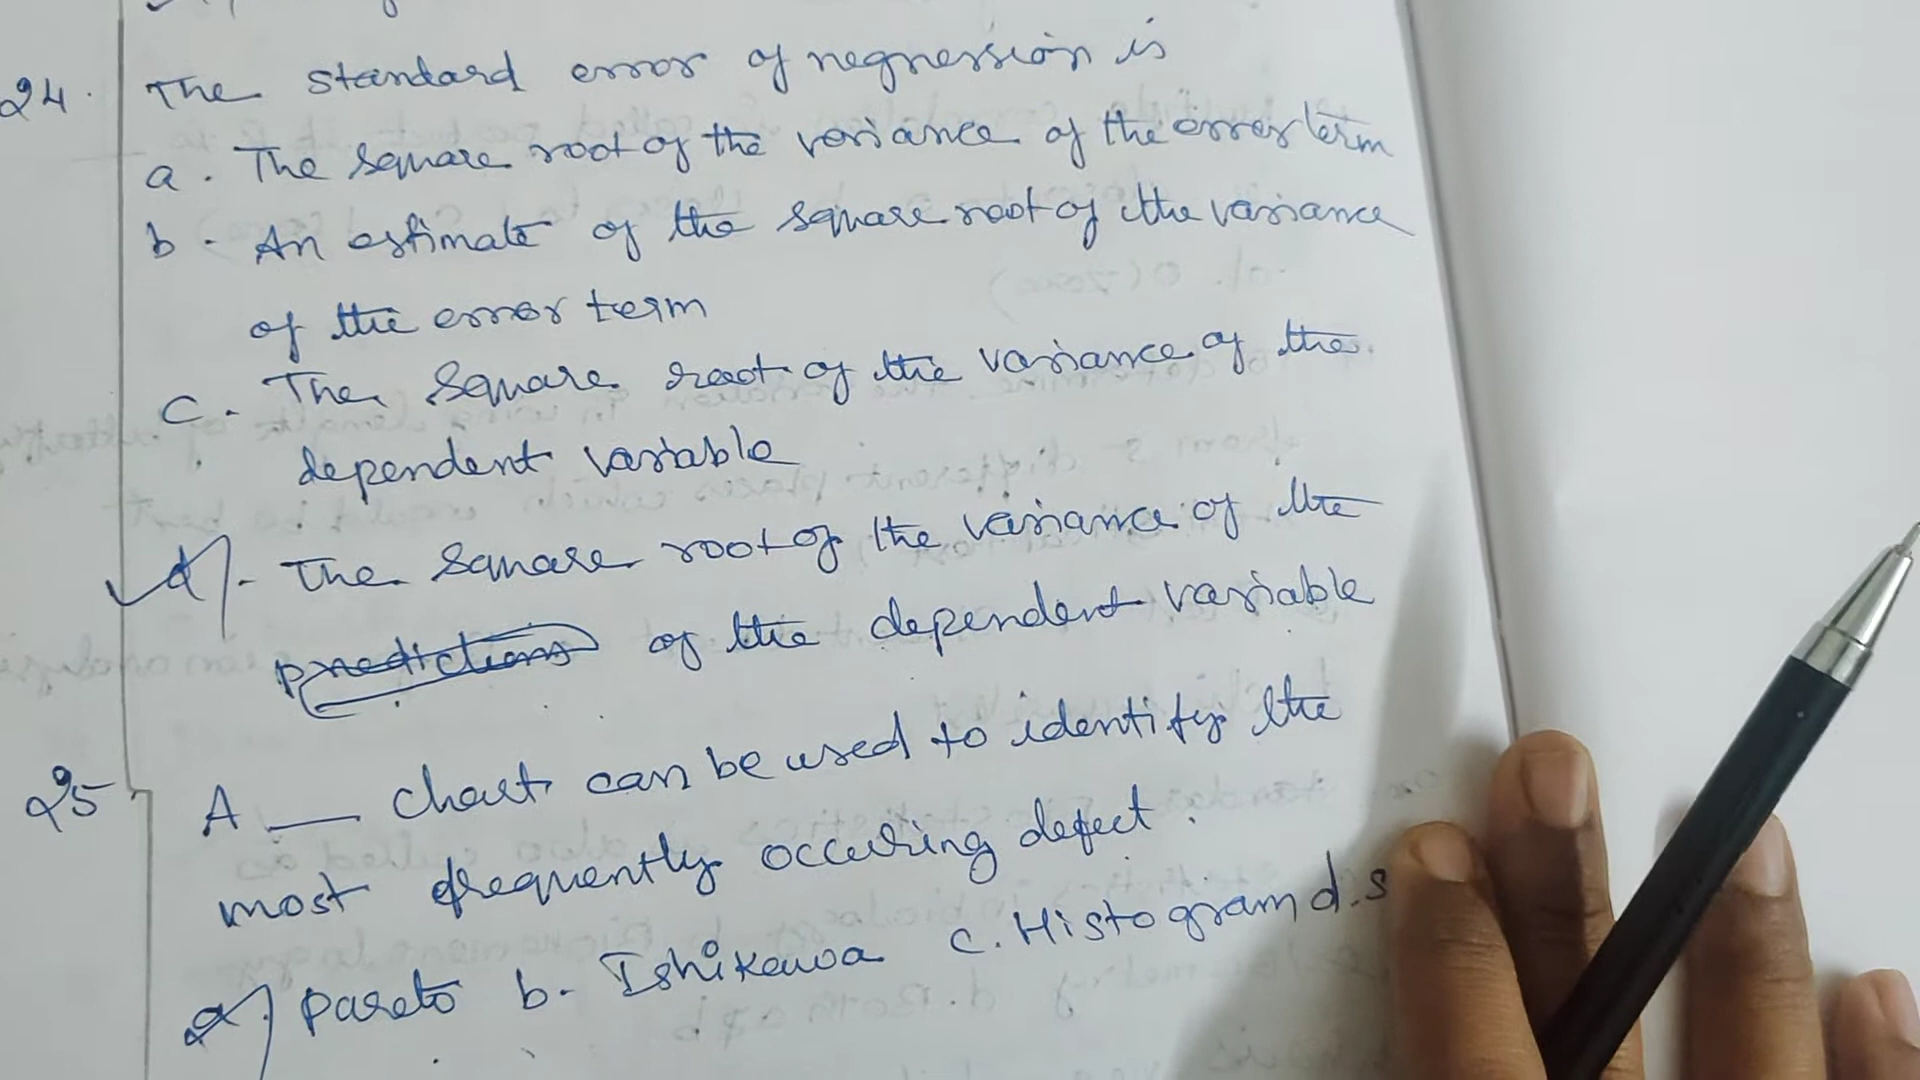 24. The standard error of regression is
a. The square root of the variance of the error term
b. An estimate of the square root of the variance
of the error term
c. The square root of the variance of the
dependent variable
d. The square root of the variance of the
predictions of the dependent variable
25 A __ chart can be used to identify the
most frequently occuring defect.
a. pareto b. Ishikawa c. Histogram d. s